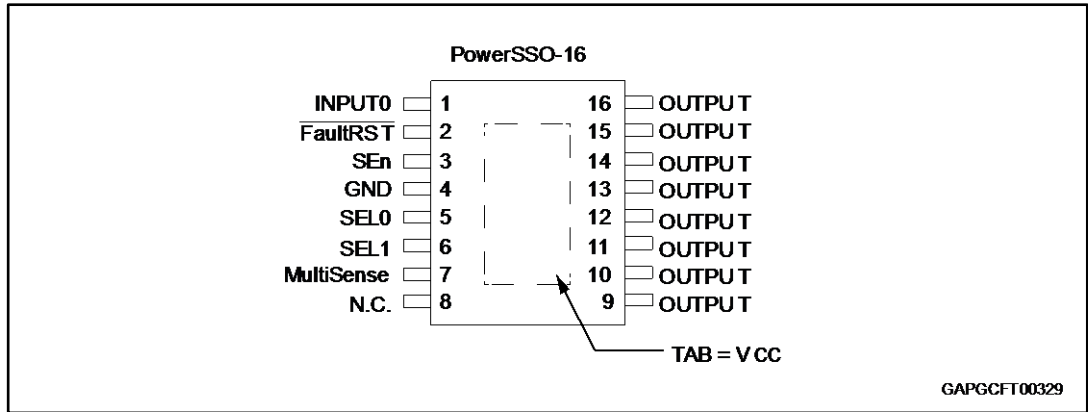 PowerSSO-16
INPUT0 1 16 OUTPUT
FaultRST 2 15 OUTPUT
SEn 3 14 OUTPUT
GND 4 13 OUTPUT
SEL0 5 12 OUTPUT
SEL1 6 11 OUTPUT
MultiSense 7 10 OUTPUT
N.C. 8 9 OUTPUT
TAB = VCC
GAPGCFT00329